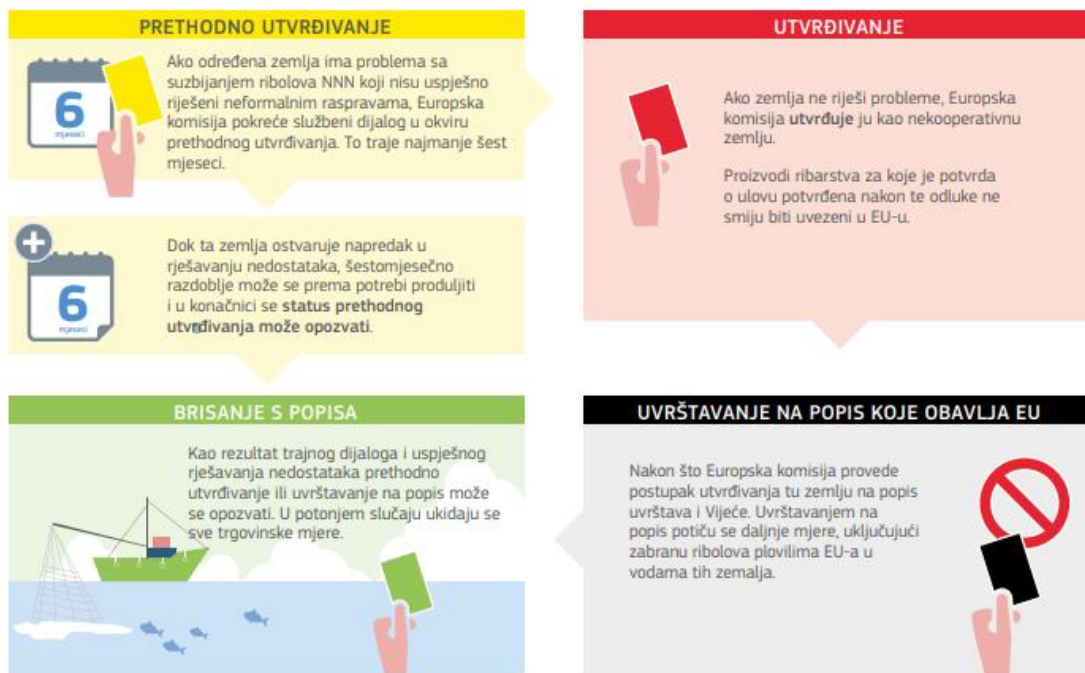 PRETHODNO UTVRĐIVANJE
6
mjeseci
Ako određena zemlja ima problema sa
suzbijanjem ribolova NNN koji nisu uspješno
riješeni neformalnim raspravama, Europska
komisija pokreće službeni dijalog u okviru
prethodnog utvrđivanja. To traje najmanje šest
mjeseci.
+
6
mjeseci
Dok ta zemlja ostvaruje napredak u
rješavanju nedostataka, šestomjesečno
razdoblje može se prema potrebi produljiti
i u konačnici se status prethodnog
utvrđivanja može opozvati.
UTVRĐIVANJE
Ako zemlja ne riješi probleme, Europska
komisija utvrđuje ju kao nekooperativnu
zemlju.
Proizvodi ribarstva za koje je potvrda
o ulovu potvrđena nakon te odluke ne
smiju biti uvezeni u EU-u.
BRISANJE S POPISA
Kao rezultat trajnog dijaloga i uspješnog
rješavanja nedostataka prethodno
utvrđivanje ili uvrštavanje na popis može
se opozvati. U potonjem slučaju ukidaju se
sve trgovinske mjere.
UVRŠTAVANJE NA POPIS KOJE OBAVLJA EU
Nakon što Europska komisija provede
postupak utvrđivanja tu zemlju na popis
uvrštava i Vijeće. Uvrštavanjem na
popis potiču se daljnje mjere, uključujući
zabranu ribolova plovilima EU-a u
vodama tih zemalja.